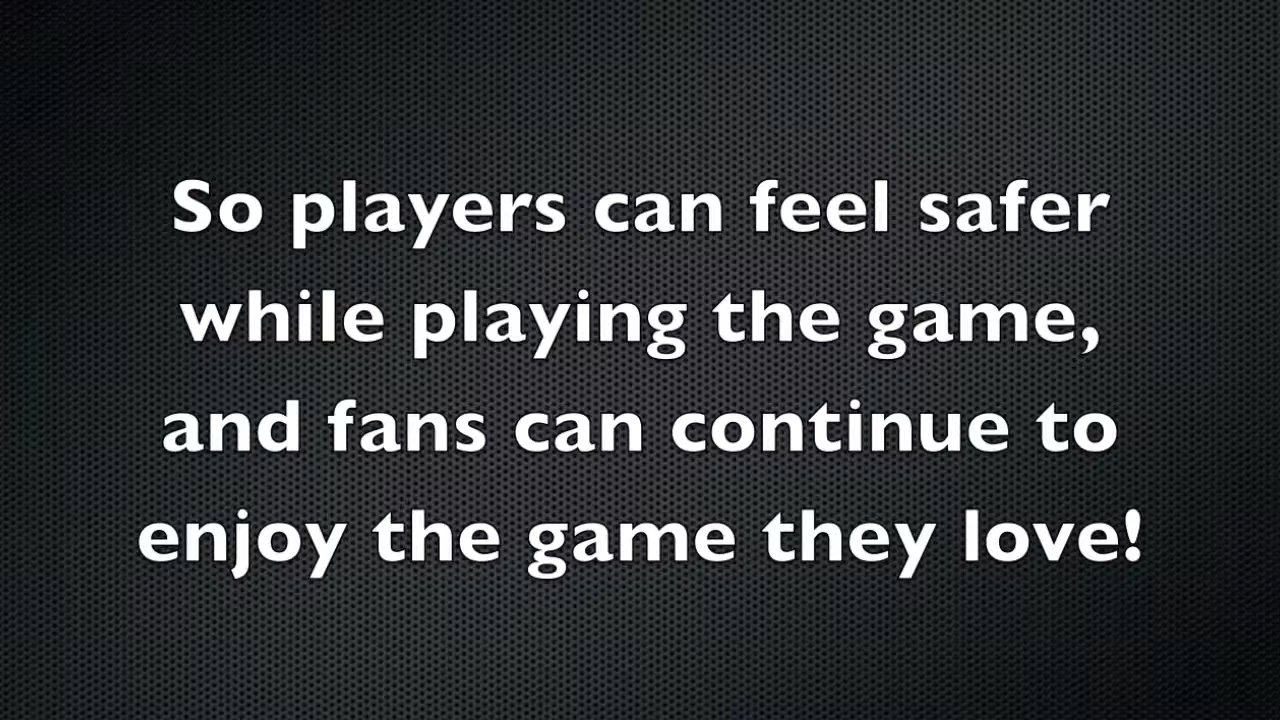 So players can feel safer
while playing the game,
and fans can continue to
enjoy the game they love!